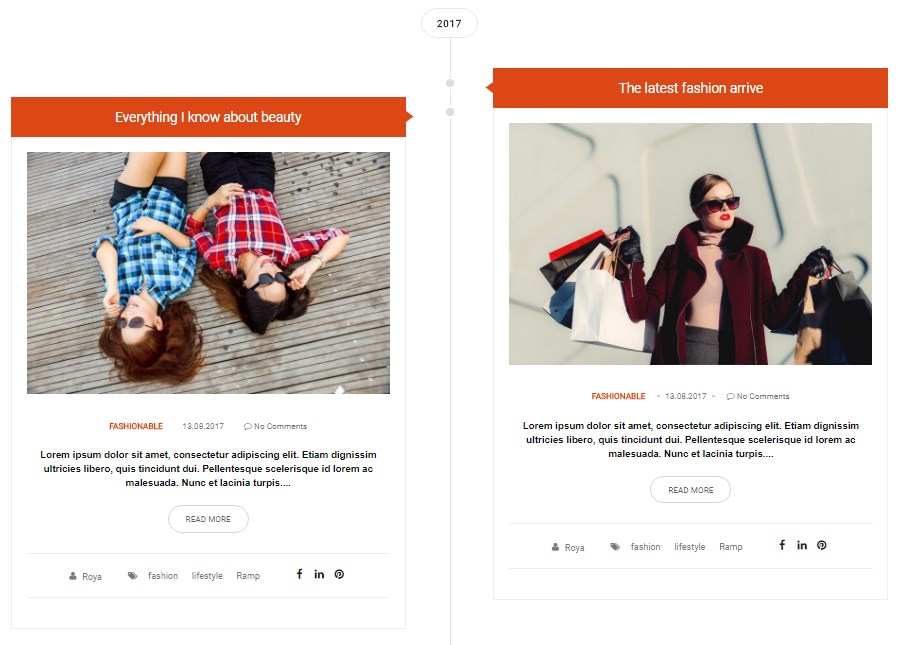 2017
Everything I know about beauty
FASHIONABLE 13.08.2017 No Comments
Lorem ipsum dolor sit amet, consectetur adipiscing elit. Etiam dignissim
ultricies libero, quis tincidunt dui. Pellentesque scelerisque id lorem ac
malesuada. Nunc et lacinia turpis....
READ MORE
Roya fashion lifestyle Ramp
The latest fashion arrive
FASHIONABLE - 13.08.2017 - No Comments
Lorem ipsum dolor sit amet, consectetur adipiscing elit. Etiam dignissim
ultricies libero, quis tincidunt dui. Pellentesque scelerisque id lorem ac
malesuada. Nunc et lacinia turpis....
READ MORE
Roya fashion lifestyle Ramp